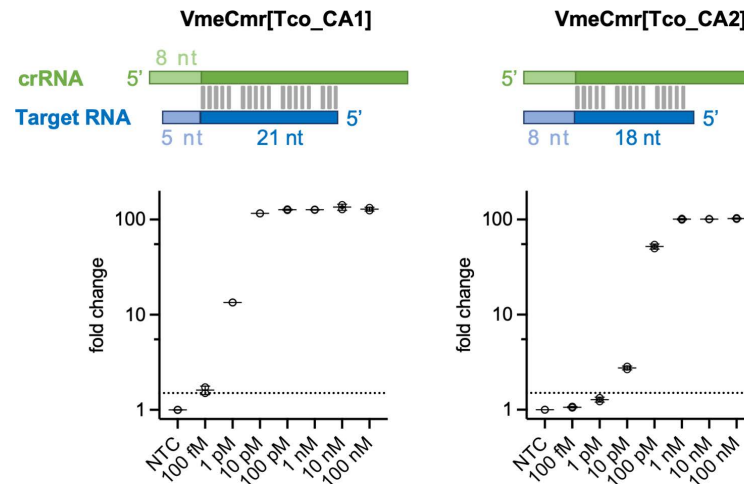 VmeCmr[Tco_CA1]
8 nt
crRNA 5'
Target RNA 5'
5 nt 21 nt
fold change
100
10
1
NTC
100 fM
1 pM
10 pM
100 pM
1 nM
10 nM
100 nM
VmeCmr[Tco_CA2]
5'
5'
8 nt 18 nt
fold change
100
10
1
NTC
100 fM
1 pM
10 pM
100 pM
1 nM
10 nM
100 nM